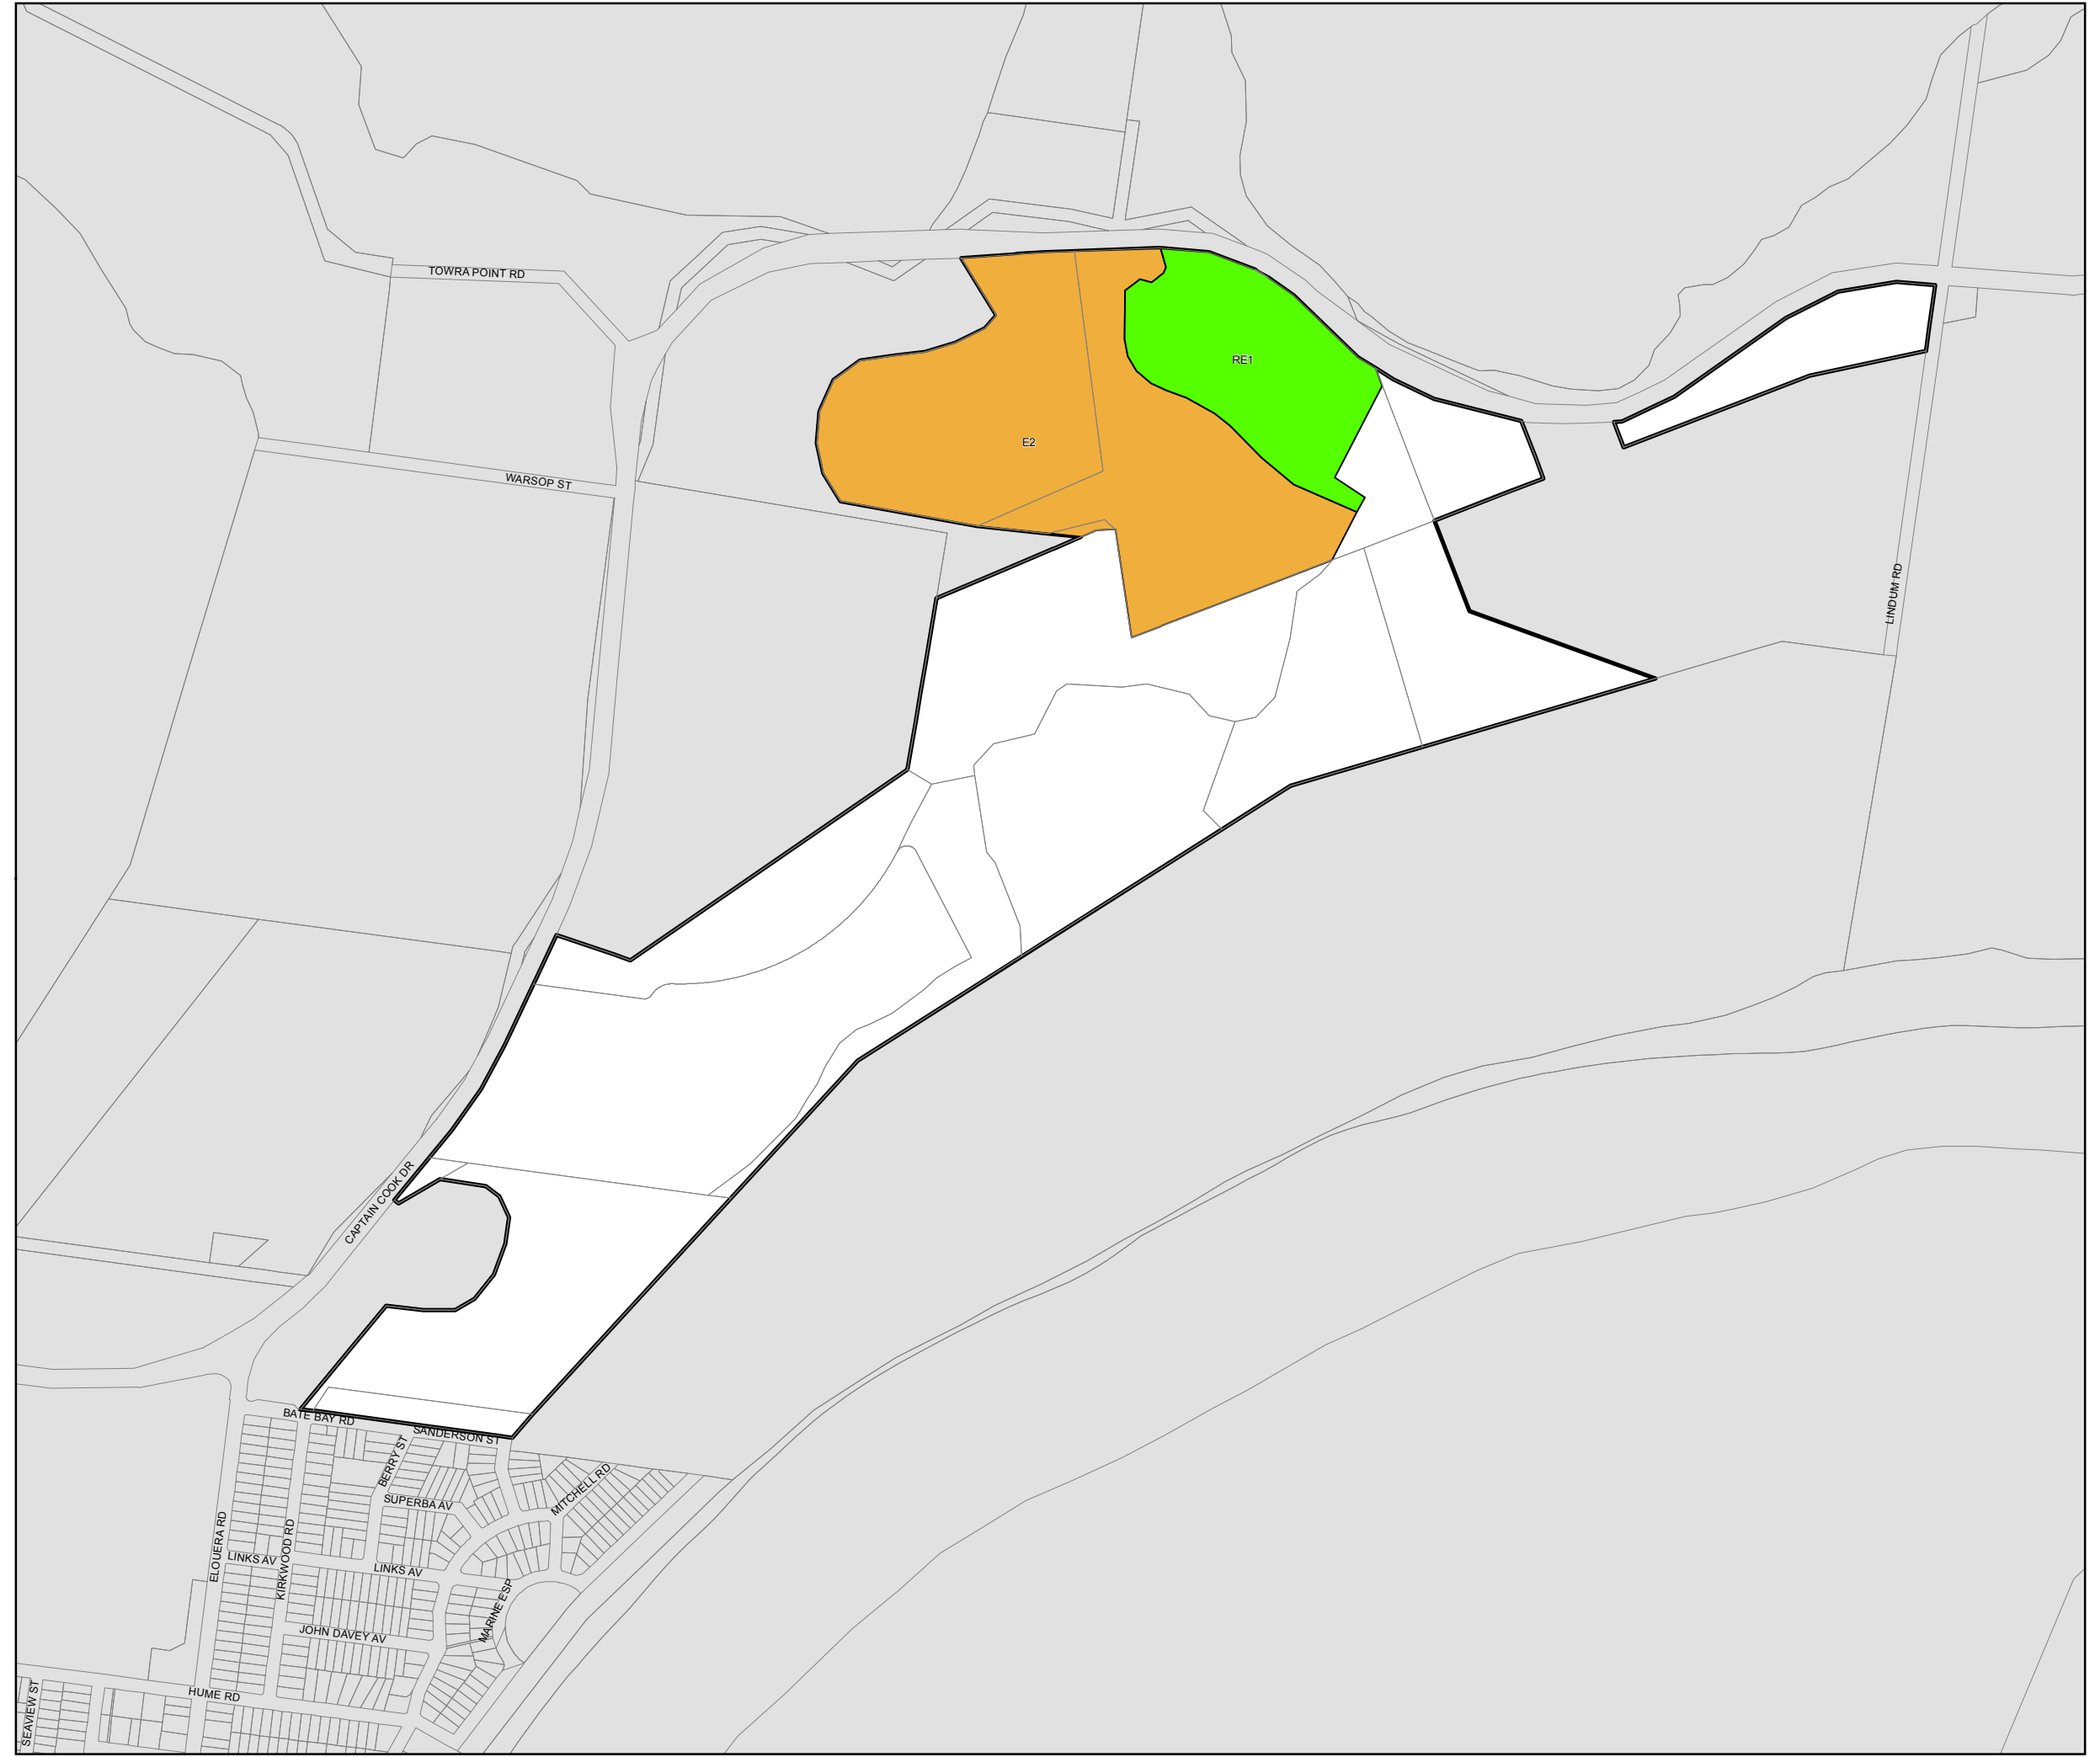 TOWRA POINT RD
RE1
E2
WARSOP ST
LINDUM RD
CAPTAIN COOK DR
BATE BAY RD
SANDERSON ST
BERRY ST
MITCHELL RD
SUPERBA AV
ELOUERA RD
KIRKWOOD RD
LINKS AV
LINKS AV
MARINE ESP
JOHN DAVEY AV
HUME RD
SEAVIEW ST